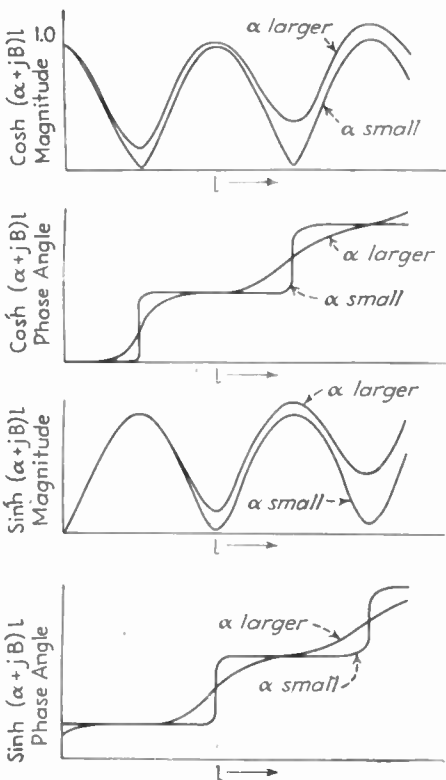 Cosh (α+jB)l
Magnitude
1.0
α larger
α small
l
Cosh (α+jB)l
Phase Angle
α larger
α small
l
Sinh (α+jB)l
Magnitude
α larger
α small
l
Sinh (α+jB)l
Phase Angle
α larger
α small
l